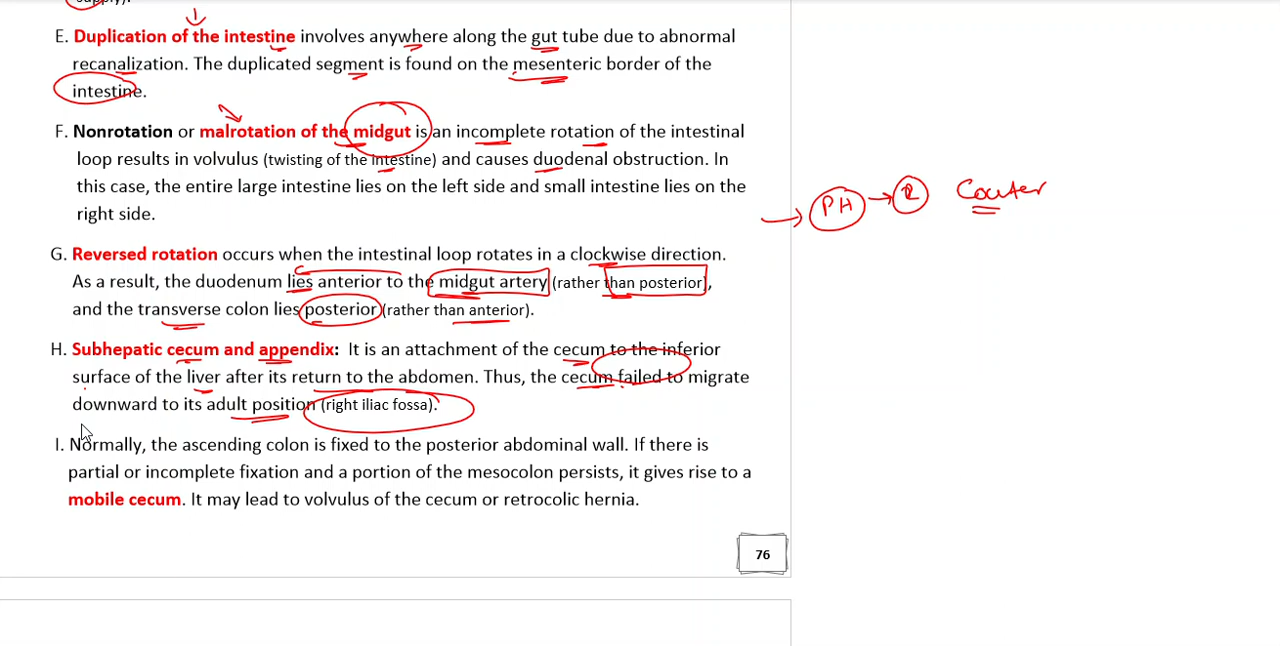 supply).
E. Duplication of the intestine involves anywhere along the gut tube due to abnormal
recanalization. The duplicated segment is found on the mesenteric border of the
intestine.
F. Nonrotation or malrotation of the midgut is an incomplete rotation of the intestinal
loop results in volvulus (twisting of the intestine) and causes duodenal obstruction. In
this case, the entire large intestine lies on the left side and small intestine lies on the
right side.
PH → R Couter
G. Reversed rotation occurs when the intestinal loop rotates in a clockwise direction.
As a result, the duodenum lies anterior to the midgut artery (rather than posterior),
and the transverse colon lies posterior (rather than anterior).
H. Subhepatic cecum and appendix: It is an attachment of the cecum to the inferior
surface of the liver after its return to the abdomen. Thus, the cecum failed to migrate
downward to its adult position (right iliac fossa).
I. Normally, the ascending colon is fixed to the posterior abdominal wall. If there is
partial or incomplete fixation and a portion of the mesocolon persists, it gives rise to a
mobile cecum. It may lead to volvulus of the cecum or retrocolic hernia.
76